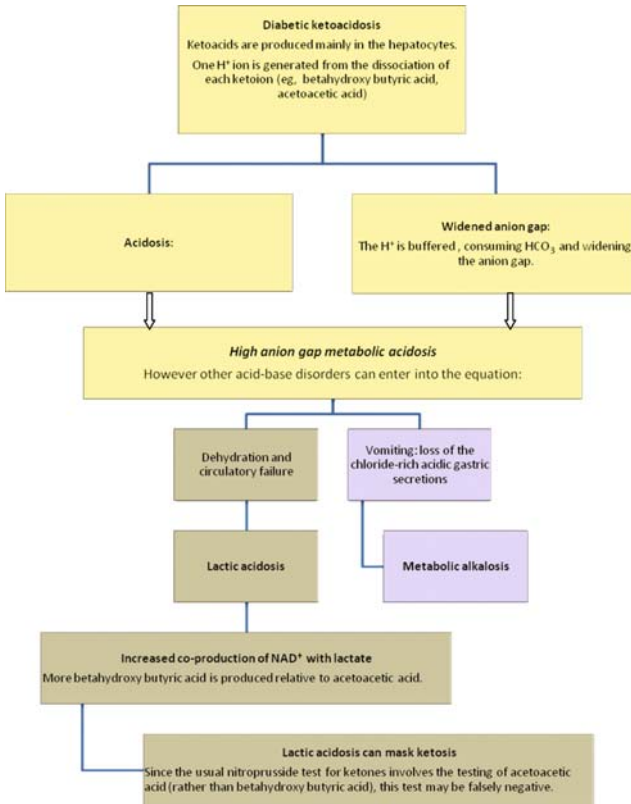 Diabetic ketoacidosis
Ketoacids are produced mainly in the hepatocytes.
One H⁺ ion is generated from the dissociation of
each ketoion (eg, betahydroxy butyric acid,
acetoacetic acid)
Acidosis:
Widened anion gap:
The H⁺ is buffered , consuming HCO₃ and widening
the anion gap.
High anion gap metabolic acidosis
However other acid-base disorders can enter into the equation:
Dehydration and
circulatory failure
Vomiting: loss of the
chloride-rich acidic gastric
secretions
Lactic acidosis
Metabolic alkalosis
Increased co-production of NAD⁺ with lactate
More betahydroxy butyric acid is produced relative to acetoacetic acid.
Lactic acidosis can mask ketosis
Since the usual nitroprusside test for ketones involves the testing of acetoacetic
acid (rather than betahydroxy butyric acid), this test may be falsely negative.